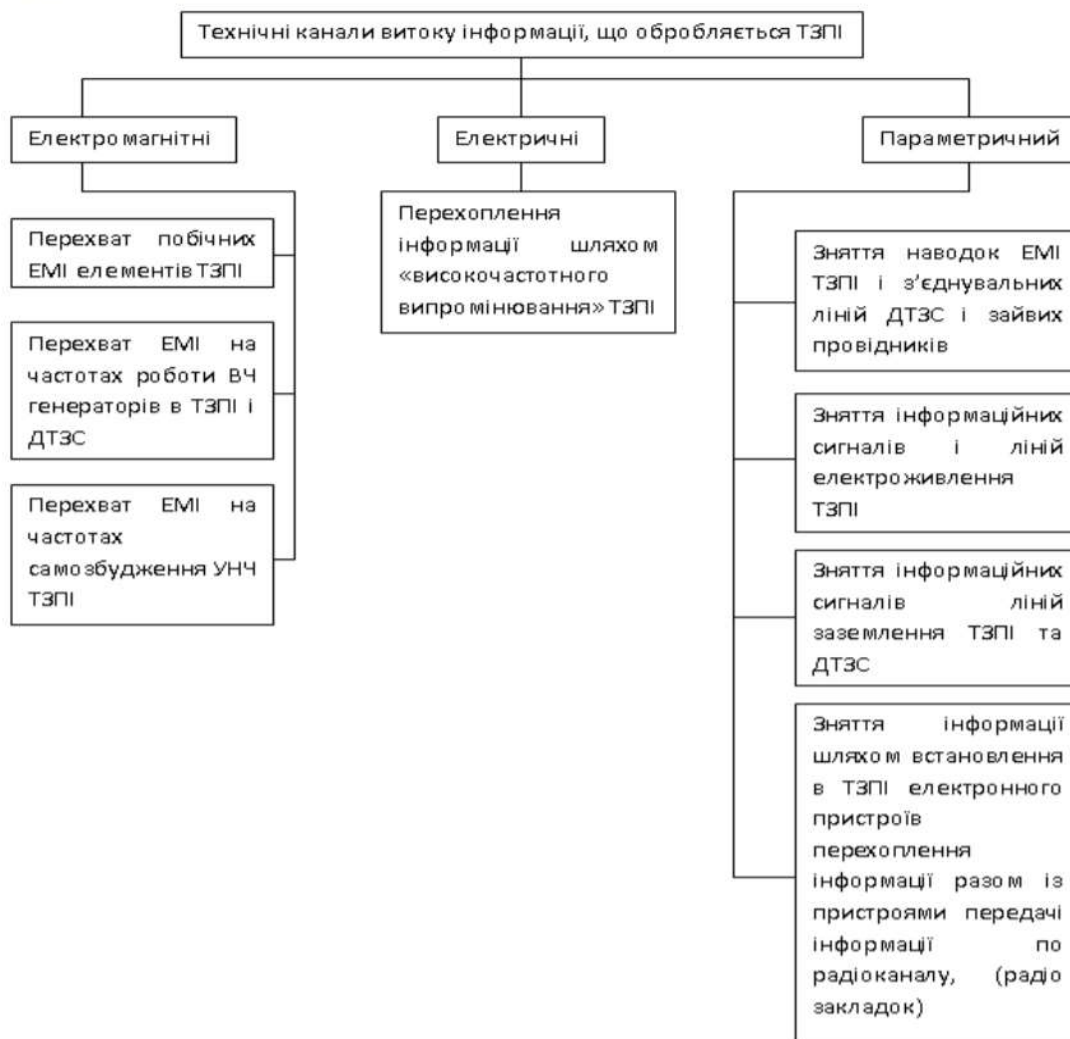 Технічні канали витоку інформації, що обробляється ТЗПІ
Електромагнітні
Перехват побічних
ЕМІ елементів ТЗПІ
Перехват ЕМІ на
частотах роботи ВЧ
генераторів в ТЗПІ і
ДТЗС
Перехват ЕМІ на
частотах
самозбудження УНЧ
ТЗПІ
Електричні
Перехоплення
інформації шляхом
«високочастотного
випромінювання» ТЗПІ
Параметричний
Зняття наводок ЕМІ
ТЗПІ і з’єднувальних
ліній ДТЗС і зайвих
провідників
Зняття інформаційних
сигналів і ліній
електроживлення
ТЗПІ
Зняття інформаційних
сигналів ліній
заземлення ТЗПІ та
ДТЗС
Зняття інформації
шляхом встановлення
в ТЗПІ електронного
пристроїв
перехоплення
інформації разом із
пристроями передачі
інформації по
радіоканалу, (радіо
закладок)